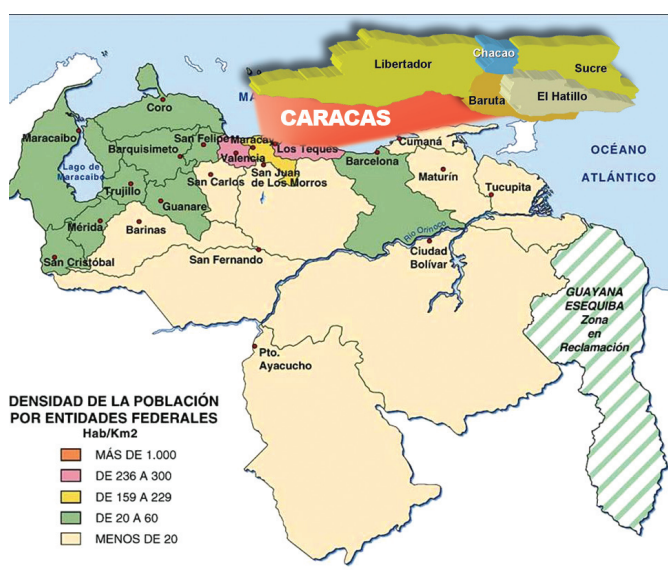 Libertador
Chacao
Sucre
Baruta
El Hatillo
CARACAS
MA
Coro
Maracaibo
San Felipe
Maracay
Los Teques
Cumaná
Barquisimeto
Valencia
Barcelona
OCÉANO
ATLÁNTICO
Lago de
Maracaibo
San Carlos
San Juan
de Los Morros
Maturín
Tucupita
Trujillo
Guanare
Mérida
Barinas
Río Orinoco
San Cristóbal
San Fernando
Ciudad
Bolívar
GUAYANA
ESEQUIBA
Zona
en
Reclamación
Pto.
Ayacucho
DENSIDAD DE LA POBLACIÓN
POR ENTIDADES FEDERALES
Hab/Km2
MÁS DE 1.000
DE 236 A 300
DE 159 A 229
DE 20 A 60
MENOS DE 20